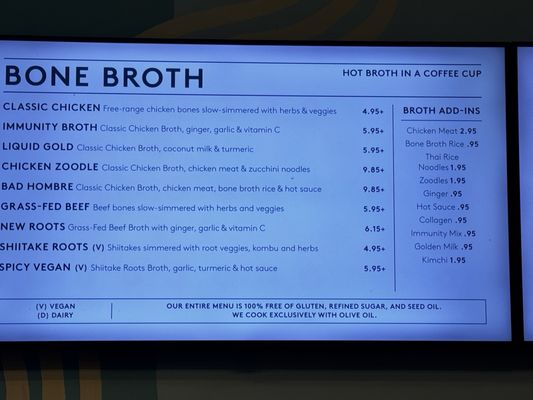 BONE BROTH
HOT BROTH IN A COFFEE CUP
CLASSIC CHICKEN Free-range chicken bones slow-simmered with herbs & veggies 4.95+
IMMUNITY BROTH Classic Chicken Broth, ginger, garlic & vitamin C 5.95+
LIQUID GOLD Classic Chicken Broth, coconut milk & turmeric 5.95+
CHICKEN ZOODLE Classic Chicken Broth, chicken meat & zucchini noodles 9.85+
BAD HOMBRE Classic Chicken Broth, chicken meat, bone broth rice & hot sauce 9.85+
GRASS-FED BEEF Beef bones slow-simmered with herbs and veggies 5.95+
NEW ROOTS Grass-Fed Beef Broth with ginger, garlic & vitamin C 6.15+
SHIITAKE ROOTS (V) Shiitakes simmered with root veggies, kombu and herbs 4.95+
SPICY VEGAN (V) Shiitake Roots Broth, garlic, turmeric & hot sauce 5.95+
BROTH ADD-INS
Chicken Meat 2.95
Bone Broth Rice .95
Thai Rice
Noodles 1.95
Zoodles 1.95
Ginger .95
Hot Sauce .95
Collagen .95
Immunity Mix .95
Golden Milk .95
Kimchi 1.95
(V) VEGAN
(D) DAIRY
OUR ENTIRE MENU IS 100% FREE OF GLUTEN, REFINED SUGAR, AND SEED OIL.
WE COOK EXCLUSIVELY WITH OLIVE OIL.